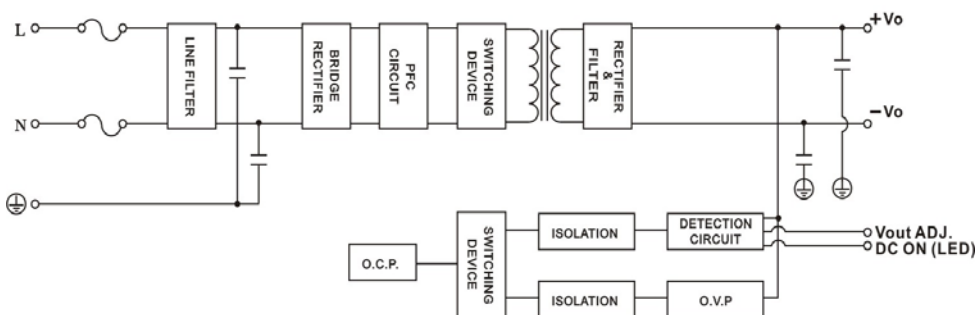 L
N
LINE FILTER
BRIDGE
RECTIFIER
PFC
CIRCUIT
SWITCHING
DEVICE
RECTIFIER
&
FILTER
+Vo
-Vo
O.C.P.
SWITCHING
DEVICE
ISOLATION
DETECTION
CIRCUIT
Vout ADJ.
DC ON (LED)
ISOLATION
O.V.P